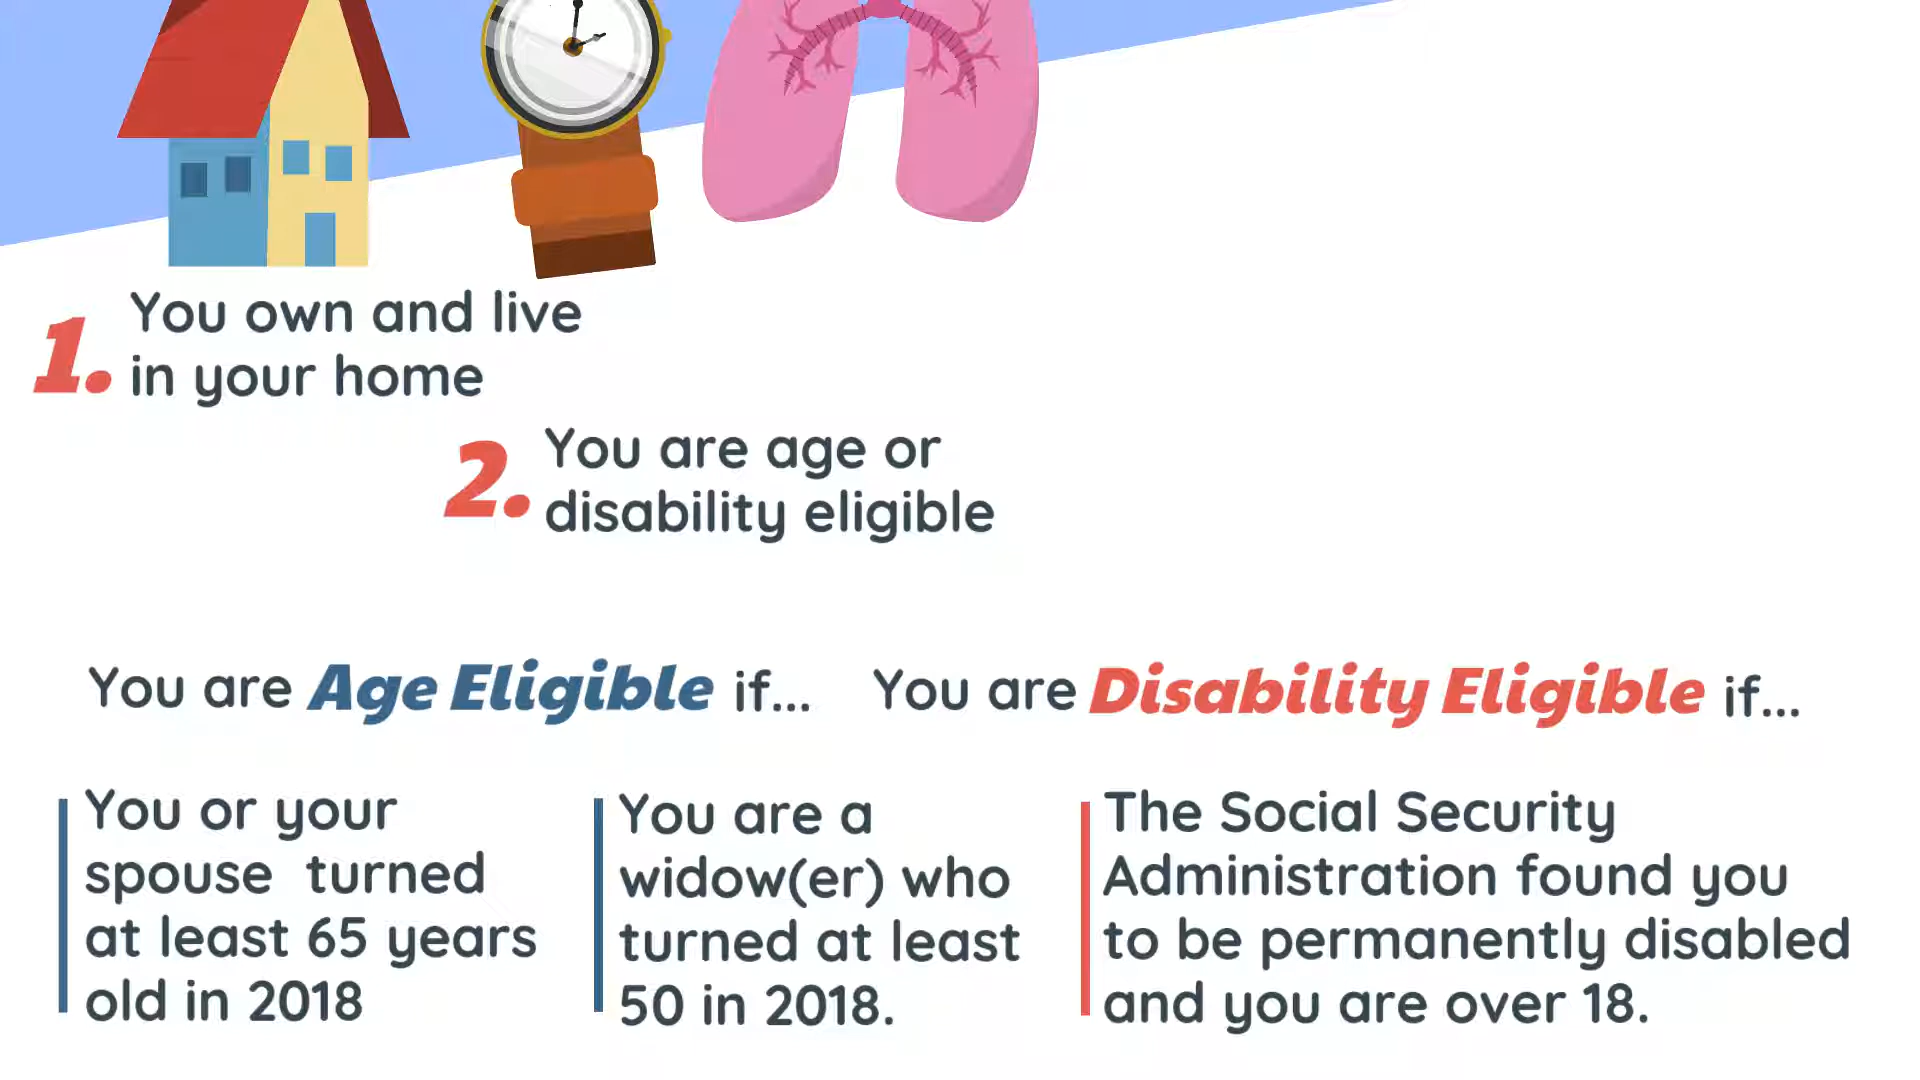 1. You own and live
in your home
2. You are age or
disability eligible
You are Age Eligible if...
You or your
spouse turned
at least 65 years
old in 2018
You are a
widow(er) who
turned at least
50 in 2018.
You are Disability Eligible if...
The Social Security
Administration found you
to be permanently disabled
and you are over 18.